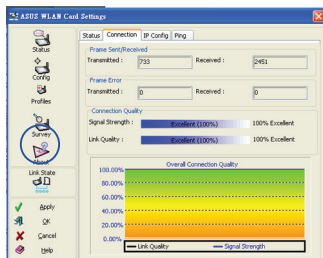 ASUS WLAN Card Settings
Status Connection IP Config Ping
Status
Config
Profiles
Survey
About
Link State
Apply
OK
Cancel
Help
Frame Sent/Received
Transmitted : 733 Received : 2451
Frame Error
Transmitted : 0 Received : 0
Connection Quality
Signal Strength : Excellent (100%) 100% Excellent
Link Quality : Excellent (100%) 100% Excellent
Overall Connection Quality
100.00%
80.00%
60.00%
40.00%
20.00%
0.00%
Link Quality Signal Strength